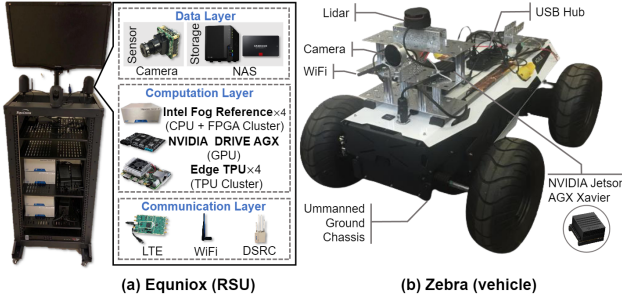 Data Layer
Sensor
Storage
Camera
NAS
Computation Layer
Intel Fog Reference×4
(CPU + FPGA Cluster)
NVIDIA DRIVE AGX
(GPU)
Edge TPU×4
(TPU Cluster)
Communication Layer
LTE
WiFi
DSRC
(a) Equniox (RSU)
Lidar
USB Hub
Camera
WiFi
NVIDIA Jetson
AGX Xavier
Ummanned
Ground
Chassis
(b) Zebra (vehicle)